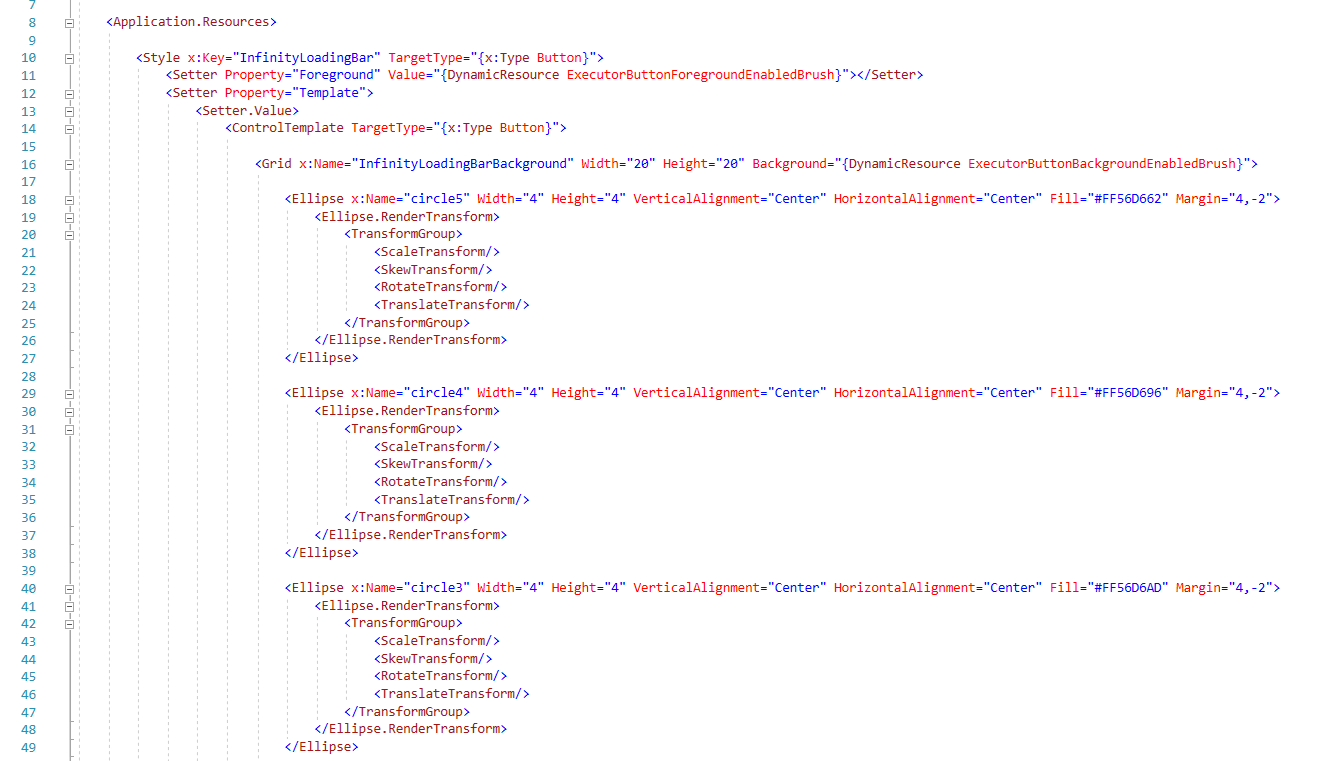 7
8 <Application.Resources>
9
10 <Style x:Key="InfinityLoadingBar" TargetType="{x:Type Button}">
11 <Setter Property="Foreground" Value="{DynamicResource ExecutorButtonForegroundEnabledBrush}"></Setter>
12 <Setter Property="Template">
13 <Setter.Value>
14 <ControlTemplate TargetType="{x:Type Button}">
15
16 <Grid x:Name="InfinityLoadingBarBackground" Width="20" Height="20" Background="{DynamicResource ExecutorButtonBackgroundEnabledBrush}">
17
18 <Ellipse x:Name="circle5" Width="4" Height="4" VerticalAlignment="Center" HorizontalAlignment="Center" Fill="#FF56D662" Margin="4,-2">
19 <Ellipse.RenderTransform>
20 <TransformGroup>
21 <ScaleTransform/>
22 <SkewTransform/>
23 <RotateTransform/>
24 <TranslateTransform/>
25 </TransformGroup>
26 </Ellipse.RenderTransform>
27 </Ellipse>
28
29 <Ellipse x:Name="circle4" Width="4" Height="4" VerticalAlignment="Center" HorizontalAlignment="Center" Fill="#FF56D696" Margin="4,-2">
30 <Ellipse.RenderTransform>
31 <TransformGroup>
32 <ScaleTransform/>
33 <SkewTransform/>
34 <RotateTransform/>
35 <TranslateTransform/>
36 </TransformGroup>
37 </Ellipse.RenderTransform>
38 </Ellipse>
39
40 <Ellipse x:Name="circle3" Width="4" Height="4" VerticalAlignment="Center" HorizontalAlignment="Center" Fill="#FF56D6AD" Margin="4,-2">
41 <Ellipse.RenderTransform>
42 <TransformGroup>
43 <ScaleTransform/>
44 <SkewTransform/>
45 <RotateTransform/>
46 <TranslateTransform/>
47 </TransformGroup>
48 </Ellipse.RenderTransform>
49 </Ellipse>